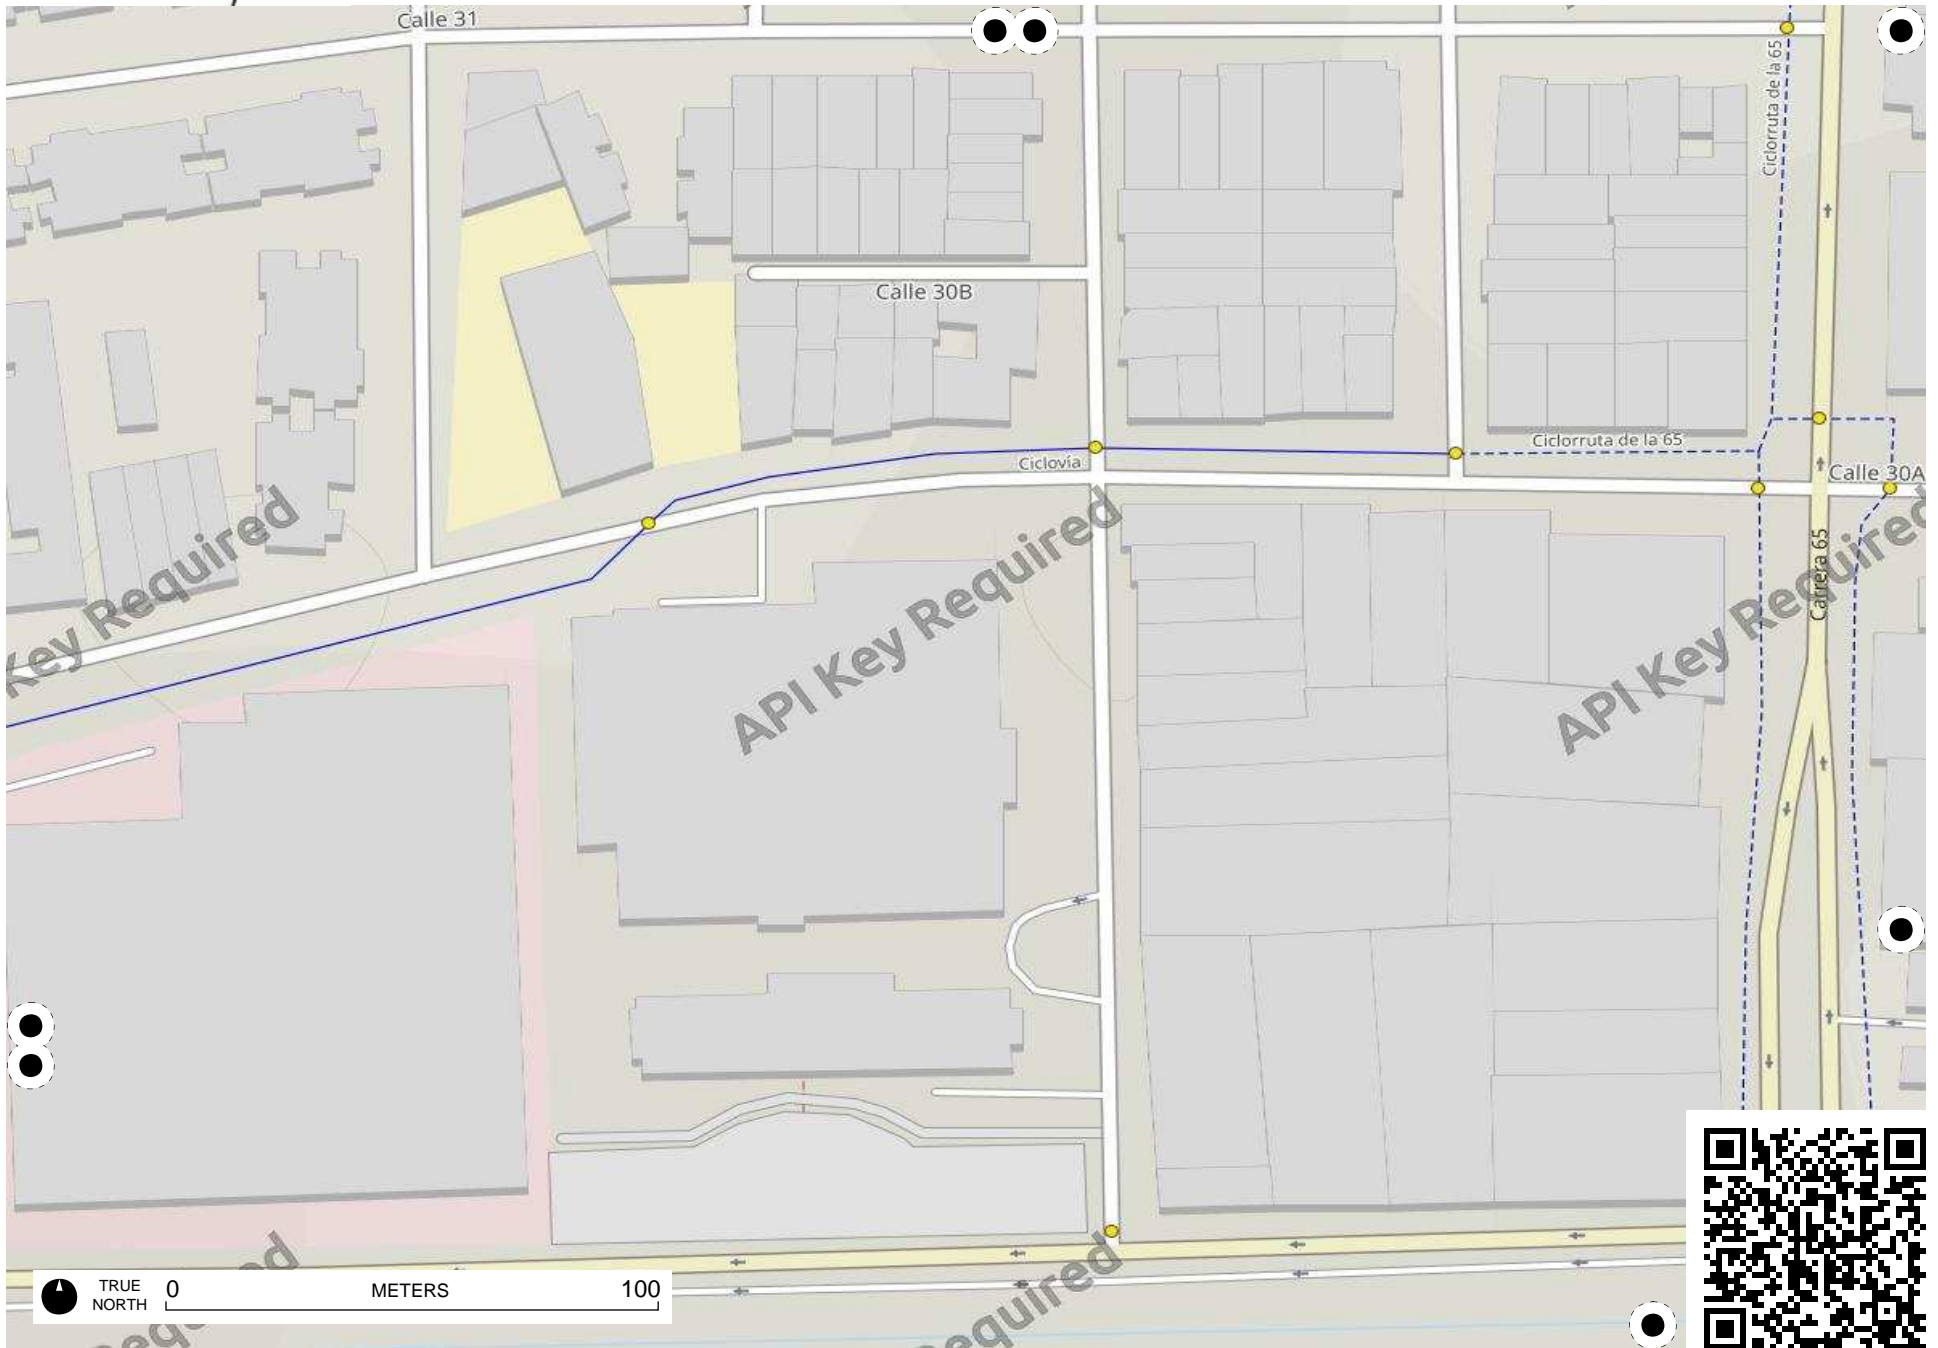 Calle 31
Ciclorruta de la 65
Calle 30B
Ciclorruta de la 65
Ciclovía
Calle 30A
Key Required
API Key Required
API Key Required
Carrera 65
Required
TRUE NORTH
0 METERS 100